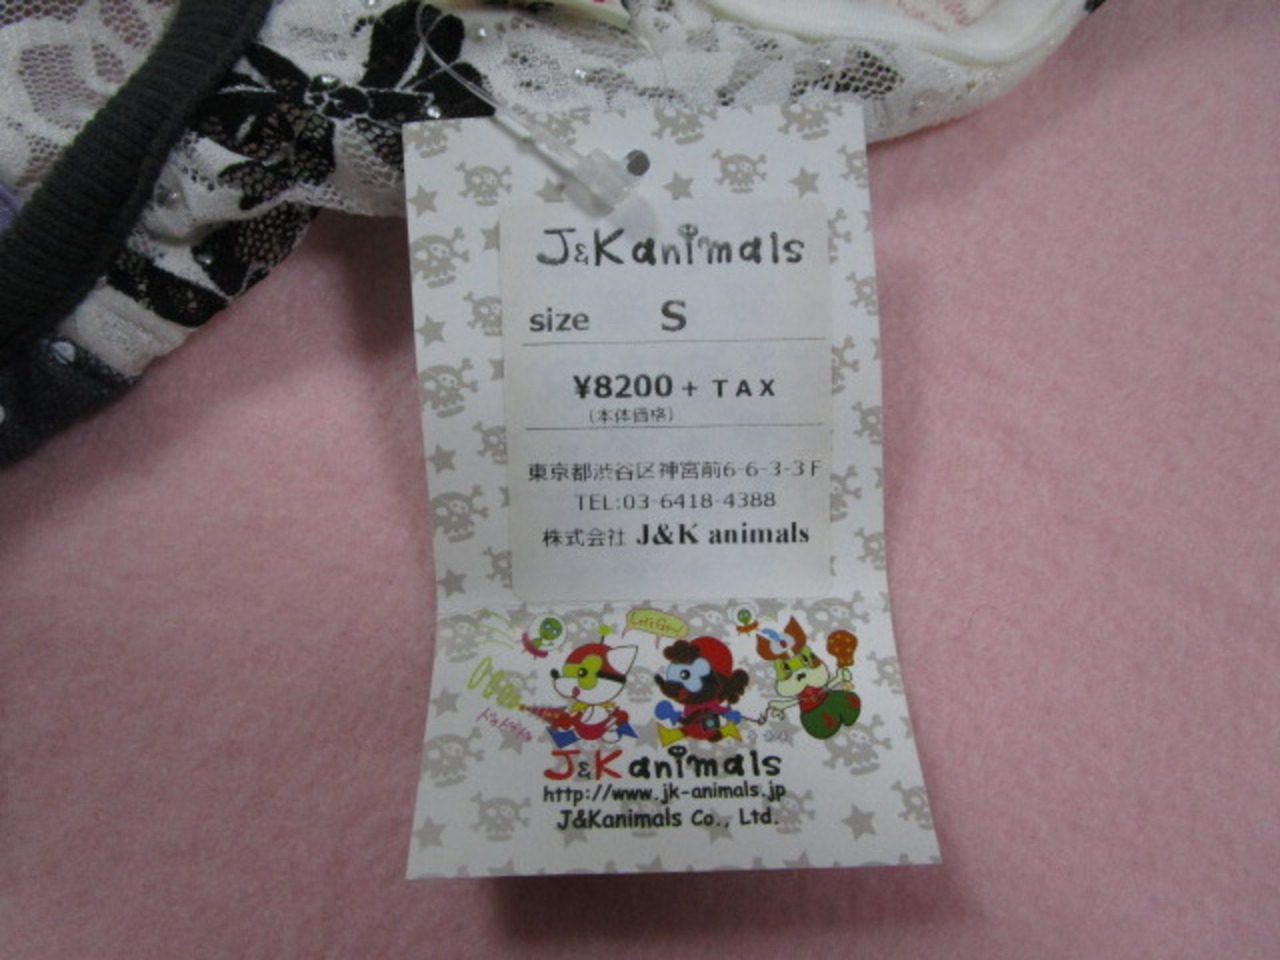 J&Kanimals
size S
¥8200 + TAX
(本体価格)
東京都渋谷区神宮前6-6-3-3F
TEL:03-6418-4388
株式会社 J&K animals
Let's Go!
J&Kanimals
http://www.jk-animals.jp
J&Kanimals Co., Ltd.